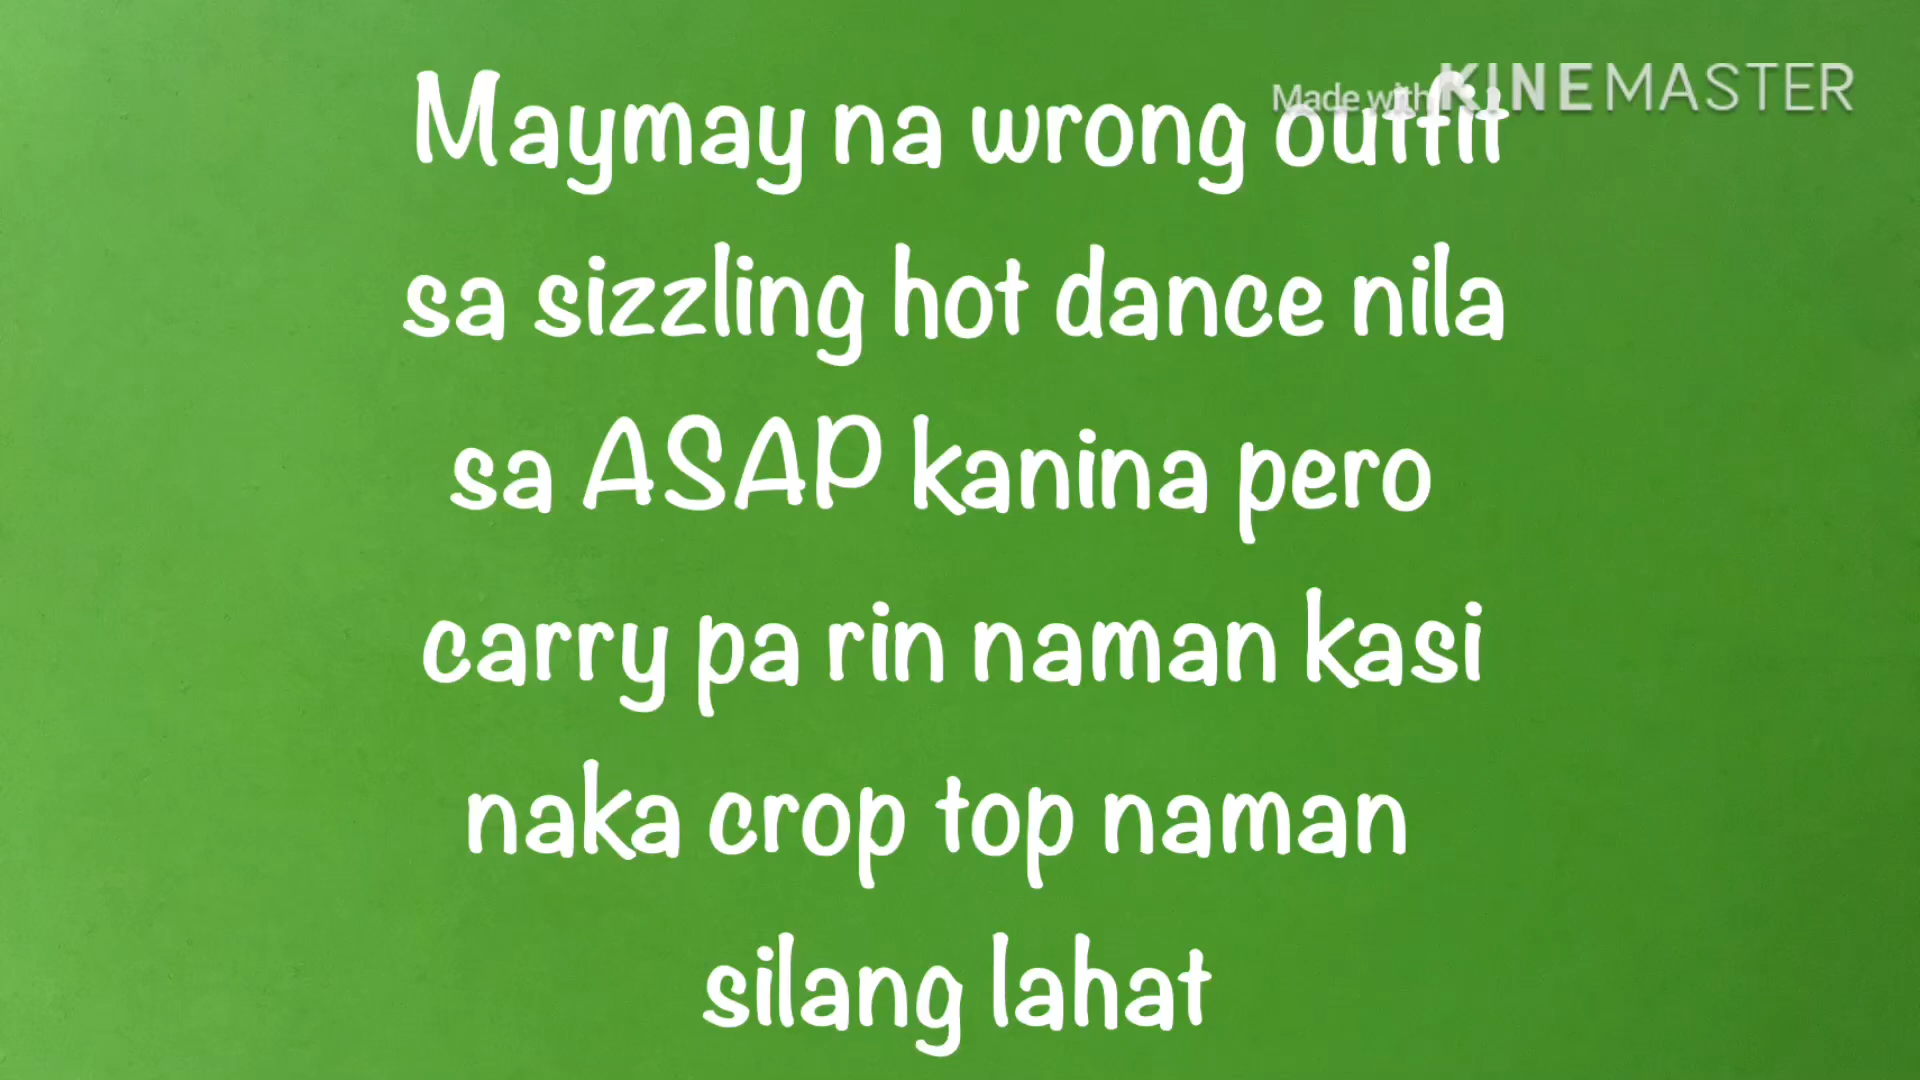 Made with KINEMASTER
Maymay na wrong outfit
sa sizzling hot dance nila
sa ASAP kanina pero
carry pa rin naman kasi
naka crop top naman
silang lahat